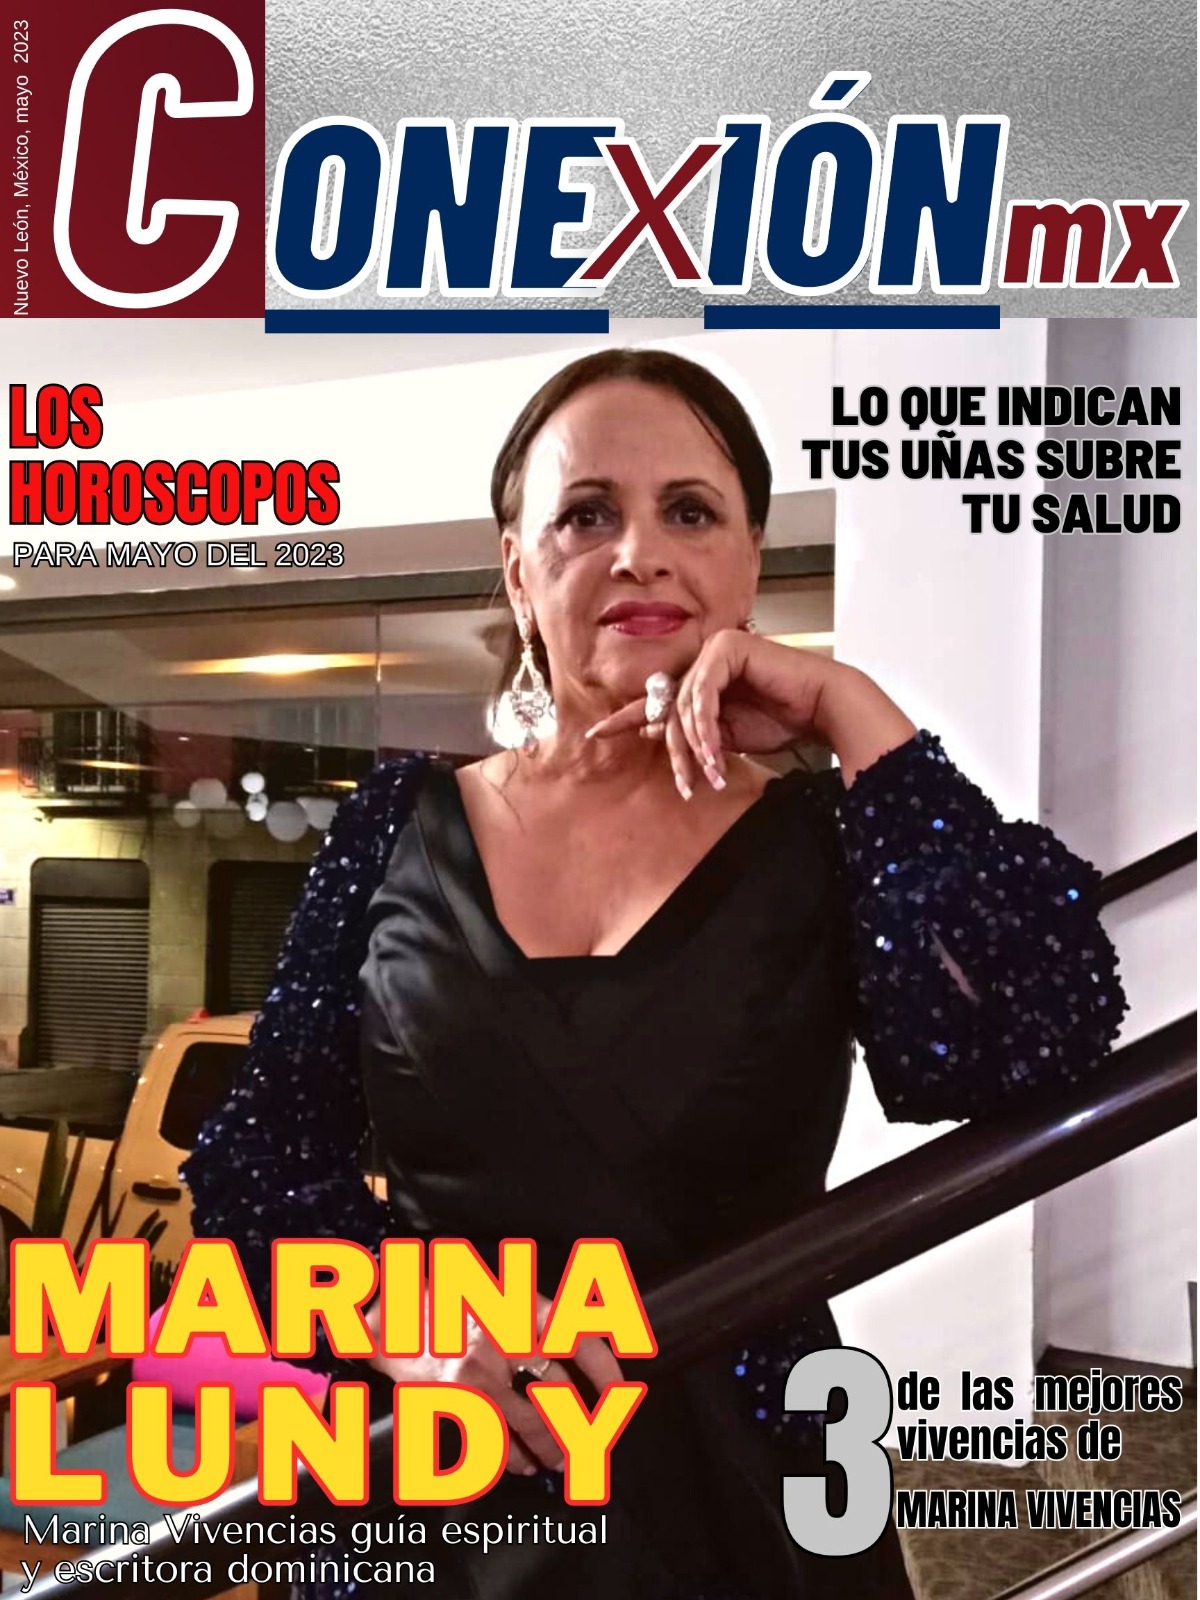 Nuevo León, México, mayo 2023
CONEXIÓN mx
LOS
HOROSCOPOS
PARA MAYO DEL 2023
LO QUE INDICAN
TUS UÑAS SUBRE
TU SALUD
MARINA
LUNDY
Marina Vivencias guía espiritual
y escritora dominicana
3
de las mejores
vivencias de
MARINA VIVENCIAS